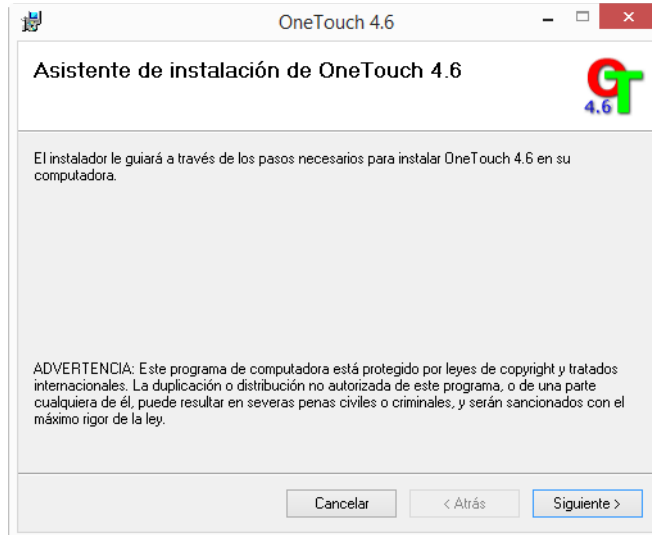 OneTouch 4.6
Asistente de instalación de OneTouch 4.6
OT
4.6
El instalador le guiará a través de los pasos necesarios para instalar OneTouch 4.6 en su
computadora.
ADVERTENCIA: Este programa de computadora está protegido por leyes de copyright y tratados
internacionales. La duplicación o distribución no autorizada de este programa, o de una parte
cualquiera de él, puede resultar en severas penas civiles o criminales, y serán sancionados con el
máximo rigor de la ley.
Cancelar
< Atrás
Siguiente >